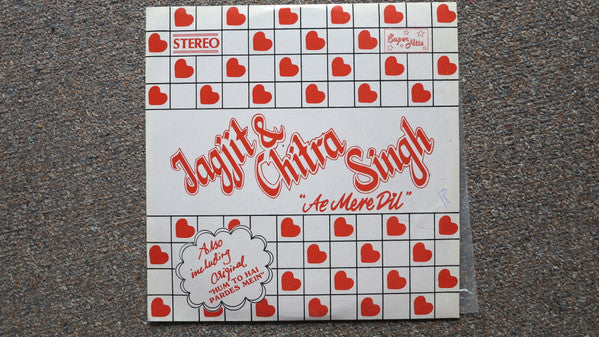 STEREO
Super Hits
Jagjit & Chitra Singh
"Ae Mere Dil"
Also
including
Original
"HUM TO HAI
PARDES MEIN"